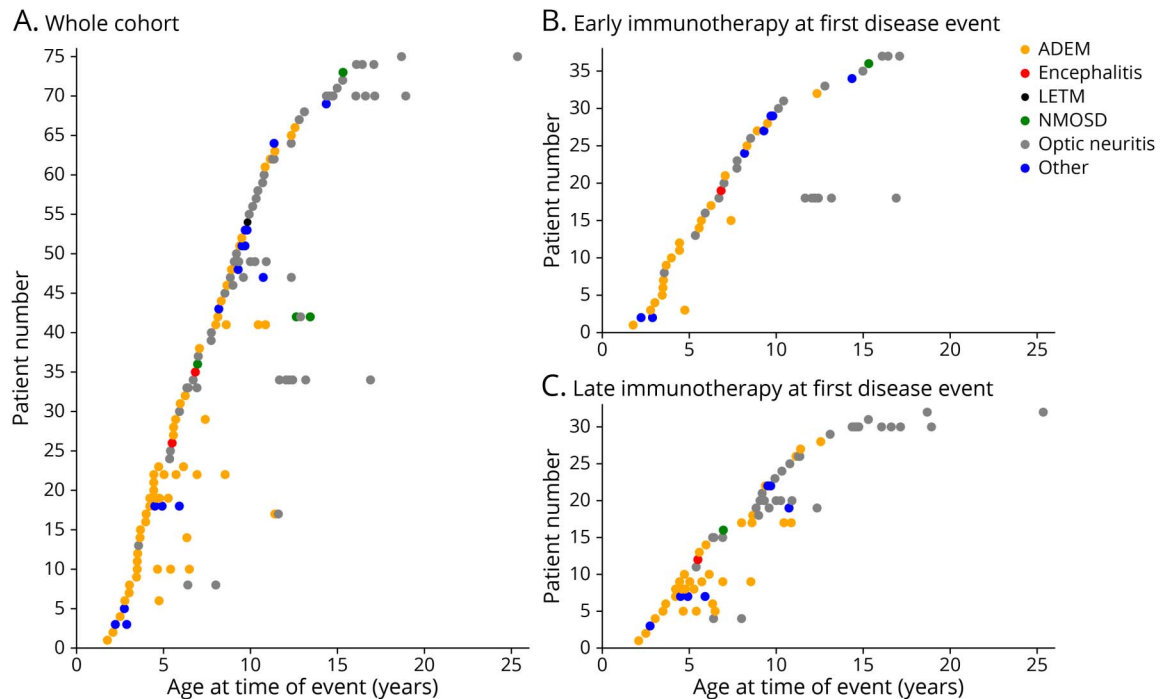 A. Whole cohort
75
70
65
60
55
50
45
40
35
30
25
20
15
10
5
0
Patient number
0 5 10 15 20 25
Age at time of event (years)
B. Early immunotherapy at first disease event
35
30
25
20
15
10
5
0
Patient number
0 5 10 15 20 25
ADEM
Encephalitis
LETM
NMOSD
Optic neuritis
Other
C. Late immunotherapy at first disease event
30
20
10
0
Patient number
0 5 10 15 20 25
Age at time of event (years)